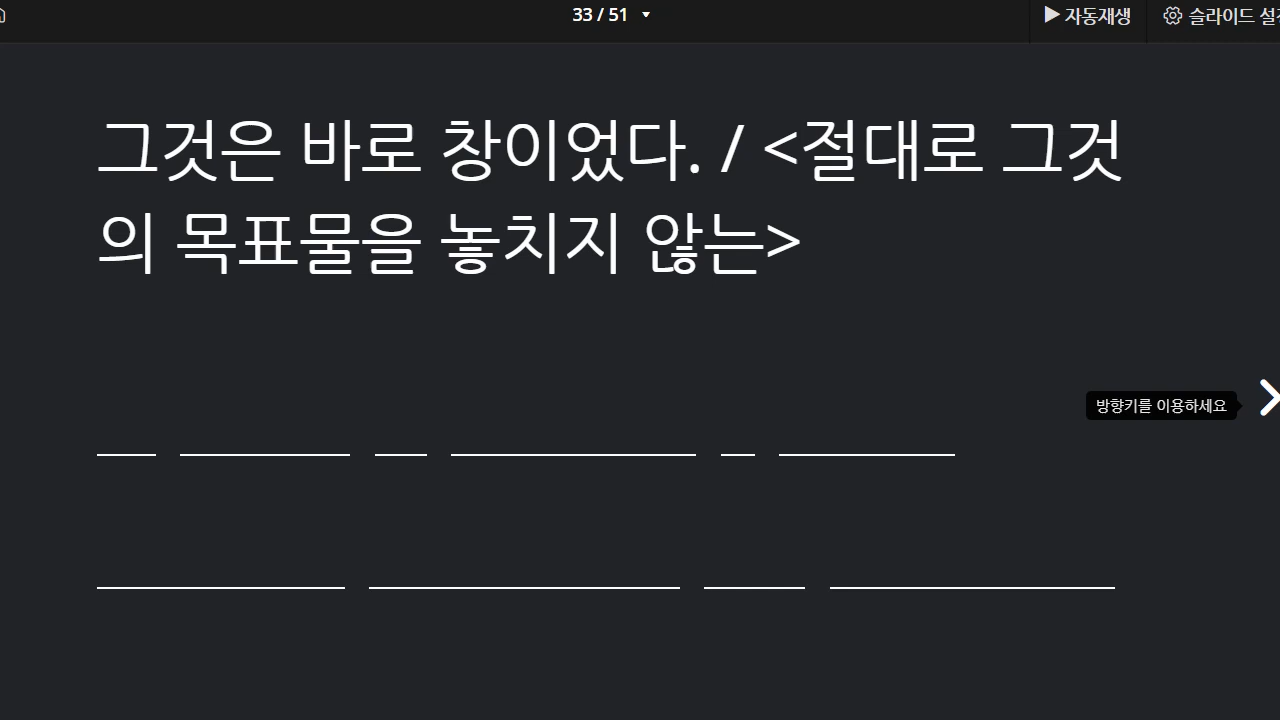 33 / 51
자동재생
슬라이드 설정
그것은 바로 창이었다. / <절대로 그것
의 목표물을 놓치지 않는>
방향키를 이용하세요